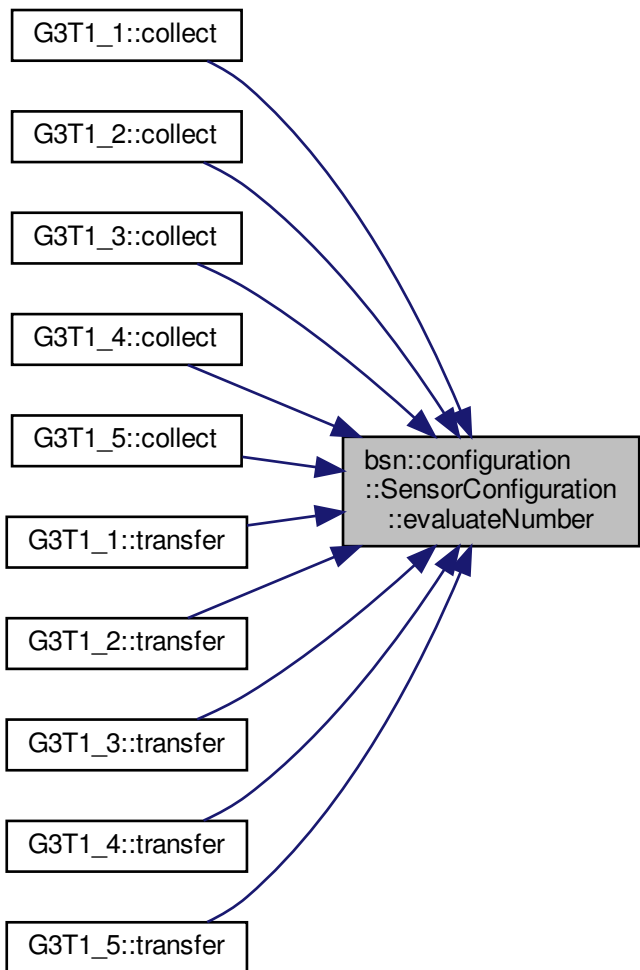 G3T1_1::collect
G3T1_2::collect
G3T1_3::collect
G3T1_4::collect
G3T1_5::collect
bsn::configuration
::SensorConfiguration
::evaluateNumber
G3T1_1::transfer
G3T1_2::transfer
G3T1_3::transfer
G3T1_4::transfer
G3T1_5::transfer